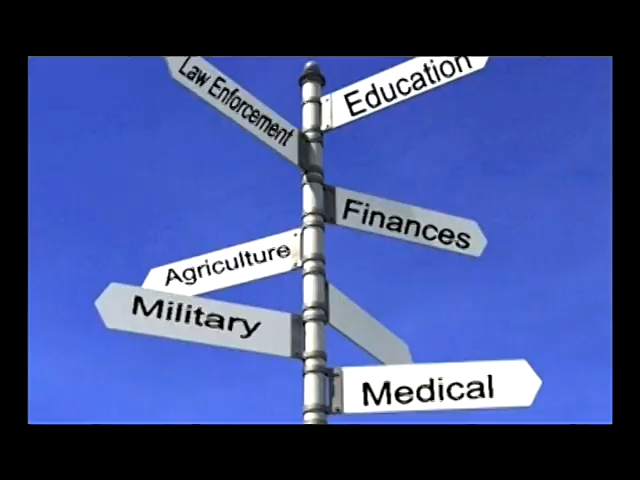 Law Enforcement
Education
Finances
Agriculture
Military
Medical